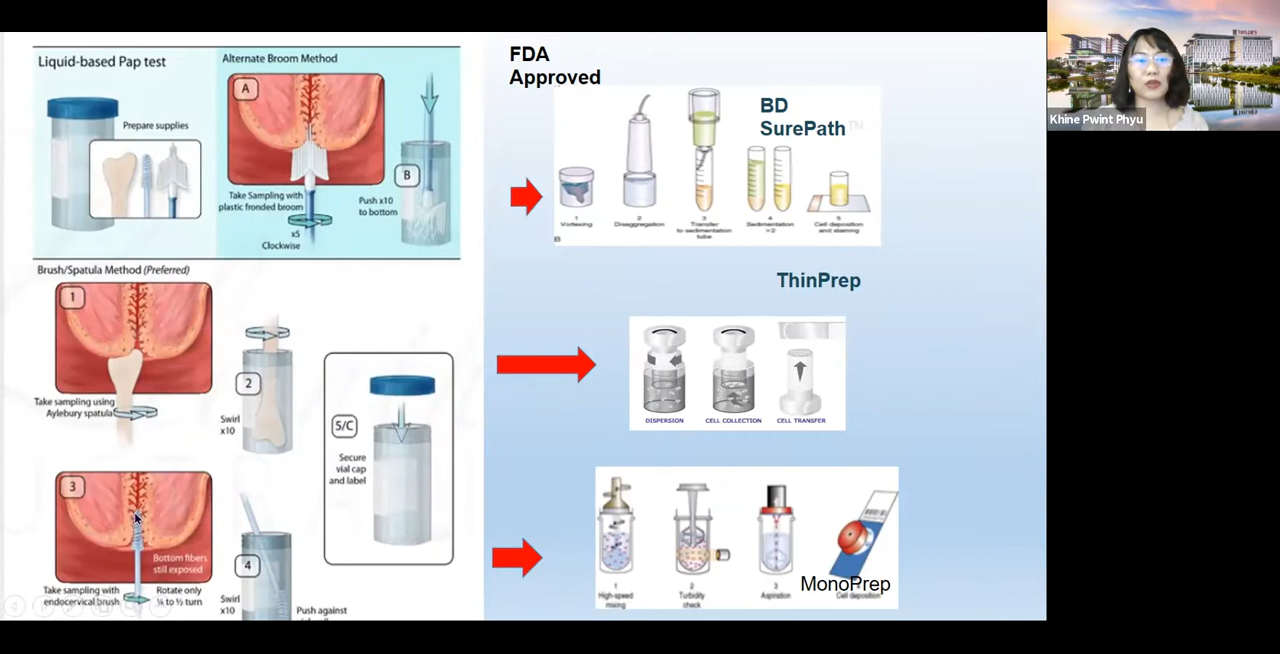 Liquid-based Pap test
Prepare supplies
Alternate Broom Method
A
Take Sampling with
plastic fronded broom
x5
Clockwise
B
Push x10
to bottom
Brush/Spatula Method (Preferred)
1
Take sampling using
Aylebury spatula
2
Swirl
x10
3
Bottom fibers
still exposed
Take sampling with
endocervical brush
Rotate only
¼ to ½ turn
4
Swirl
x10
Push against
5/C
Secure
vial cap
and label
FDA
Approved
BD
SurePath™
1
Vortexing
2
Disaggregation
3
Transfer
to sedimentation
tube
4
Sedimentation
×2
5
Cell deposition
and staining
B
ThinPrep
DISPERSION
CELL COLLECTION
CELL TRANSFER
1
High-speed
mixing
2
Turbidity
check
3
Aspiration
Cell deposition
MonoPrep
Khine Pwint Phyu